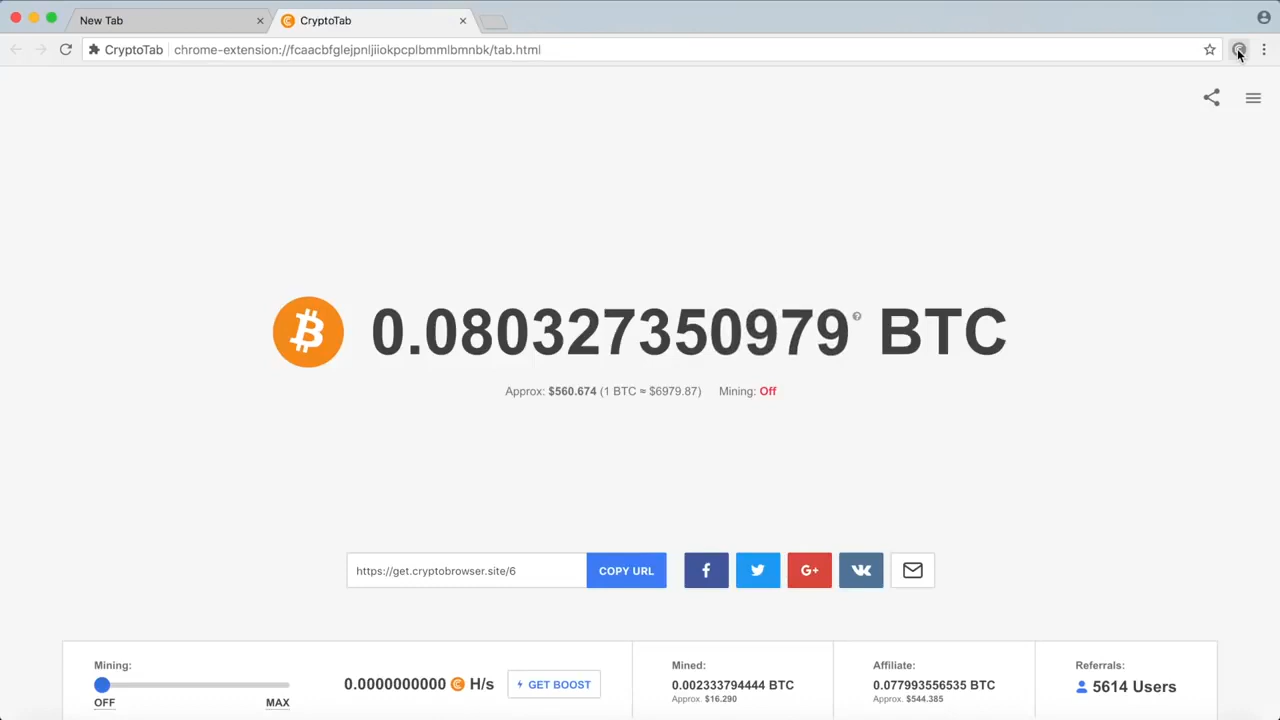 New Tab
CryptoTab
CryptoTab
chrome-extension://fcaacbfglejpnljiiokpcplbmmlbmnbk/tab.html
0.080327350979 BTC
Approx: $560.674 (1 BTC ≈ $6979.87) Mining: Off
https://get.cryptobrowser.site/6
COPY URL
G+
Mining:
OFF
MAX
0.0000000000 H/s
GET BOOST
Mined:
0.002333794444 BTC
Approx. $16.290
Affiliate:
0.077993556535 BTC
Approx. $544.385
Referrals:
5614 Users